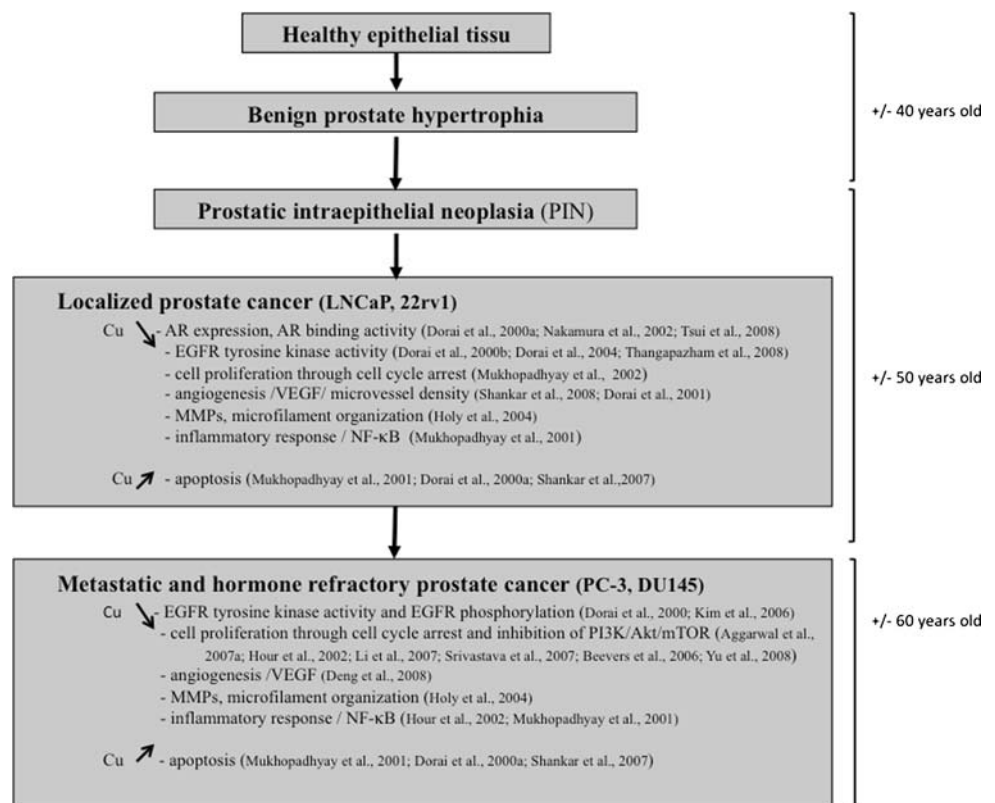 Healthy epithelial tissu
Benign prostate hypertrophia
+/- 40 years old
Prostatic intraepithelial neoplasia (PIN)
Localized prostate cancer (LNCaP, 22rv1)
Cu - AR expression, AR binding activity (Dorai et al., 2000a; Nakamura et al., 2002; Tsui et al., 2008)
- EGFR tyrosine kinase activity (Dorai et al., 2000b; Dorai et al., 2004; Thangapazham et al., 2008)
- cell proliferation through cell cycle arrest (Mukhopadhyay et al., 2002)
- angiogenesis /VEGF/ microvessel density (Shankar et al., 2008; Dorai et al., 2001)
- MMPs, microfilament organization (Holy et al., 2004)
- inflammatory response / NF-κB (Mukhopadhyay et al., 2001)
Cu - apoptosis (Mukhopadhyay et al., 2001; Dorai et al., 2000a; Shankar et al.,2007)
+/- 50 years old
Metastatic and hormone refractory prostate cancer (PC-3, DU145)
Cu - EGFR tyrosine kinase activity and EGFR phosphorylation (Dorai et al., 2000; Kim et al., 2006)
- cell proliferation through cell cycle arrest and inhibition of PI3K/Akt/mTOR (Aggarwal et al.,
2007a; Hour et al., 2002; Li et al., 2007; Srivastava et al., 2007; Beevers et al., 2006; Yu et al., 2008)
- angiogenesis /VEGF (Deng et al., 2008)
- MMPs, microfilament organization (Holy et al., 2004)
- inflammatory response / NF-κB (Hour et al., 2002; Mukhopadhyay et al., 2001)
Cu - apoptosis (Mukhopadhyay et al., 2001; Dorai et al., 2000a; Shankar et al., 2007)
+/- 60 years old